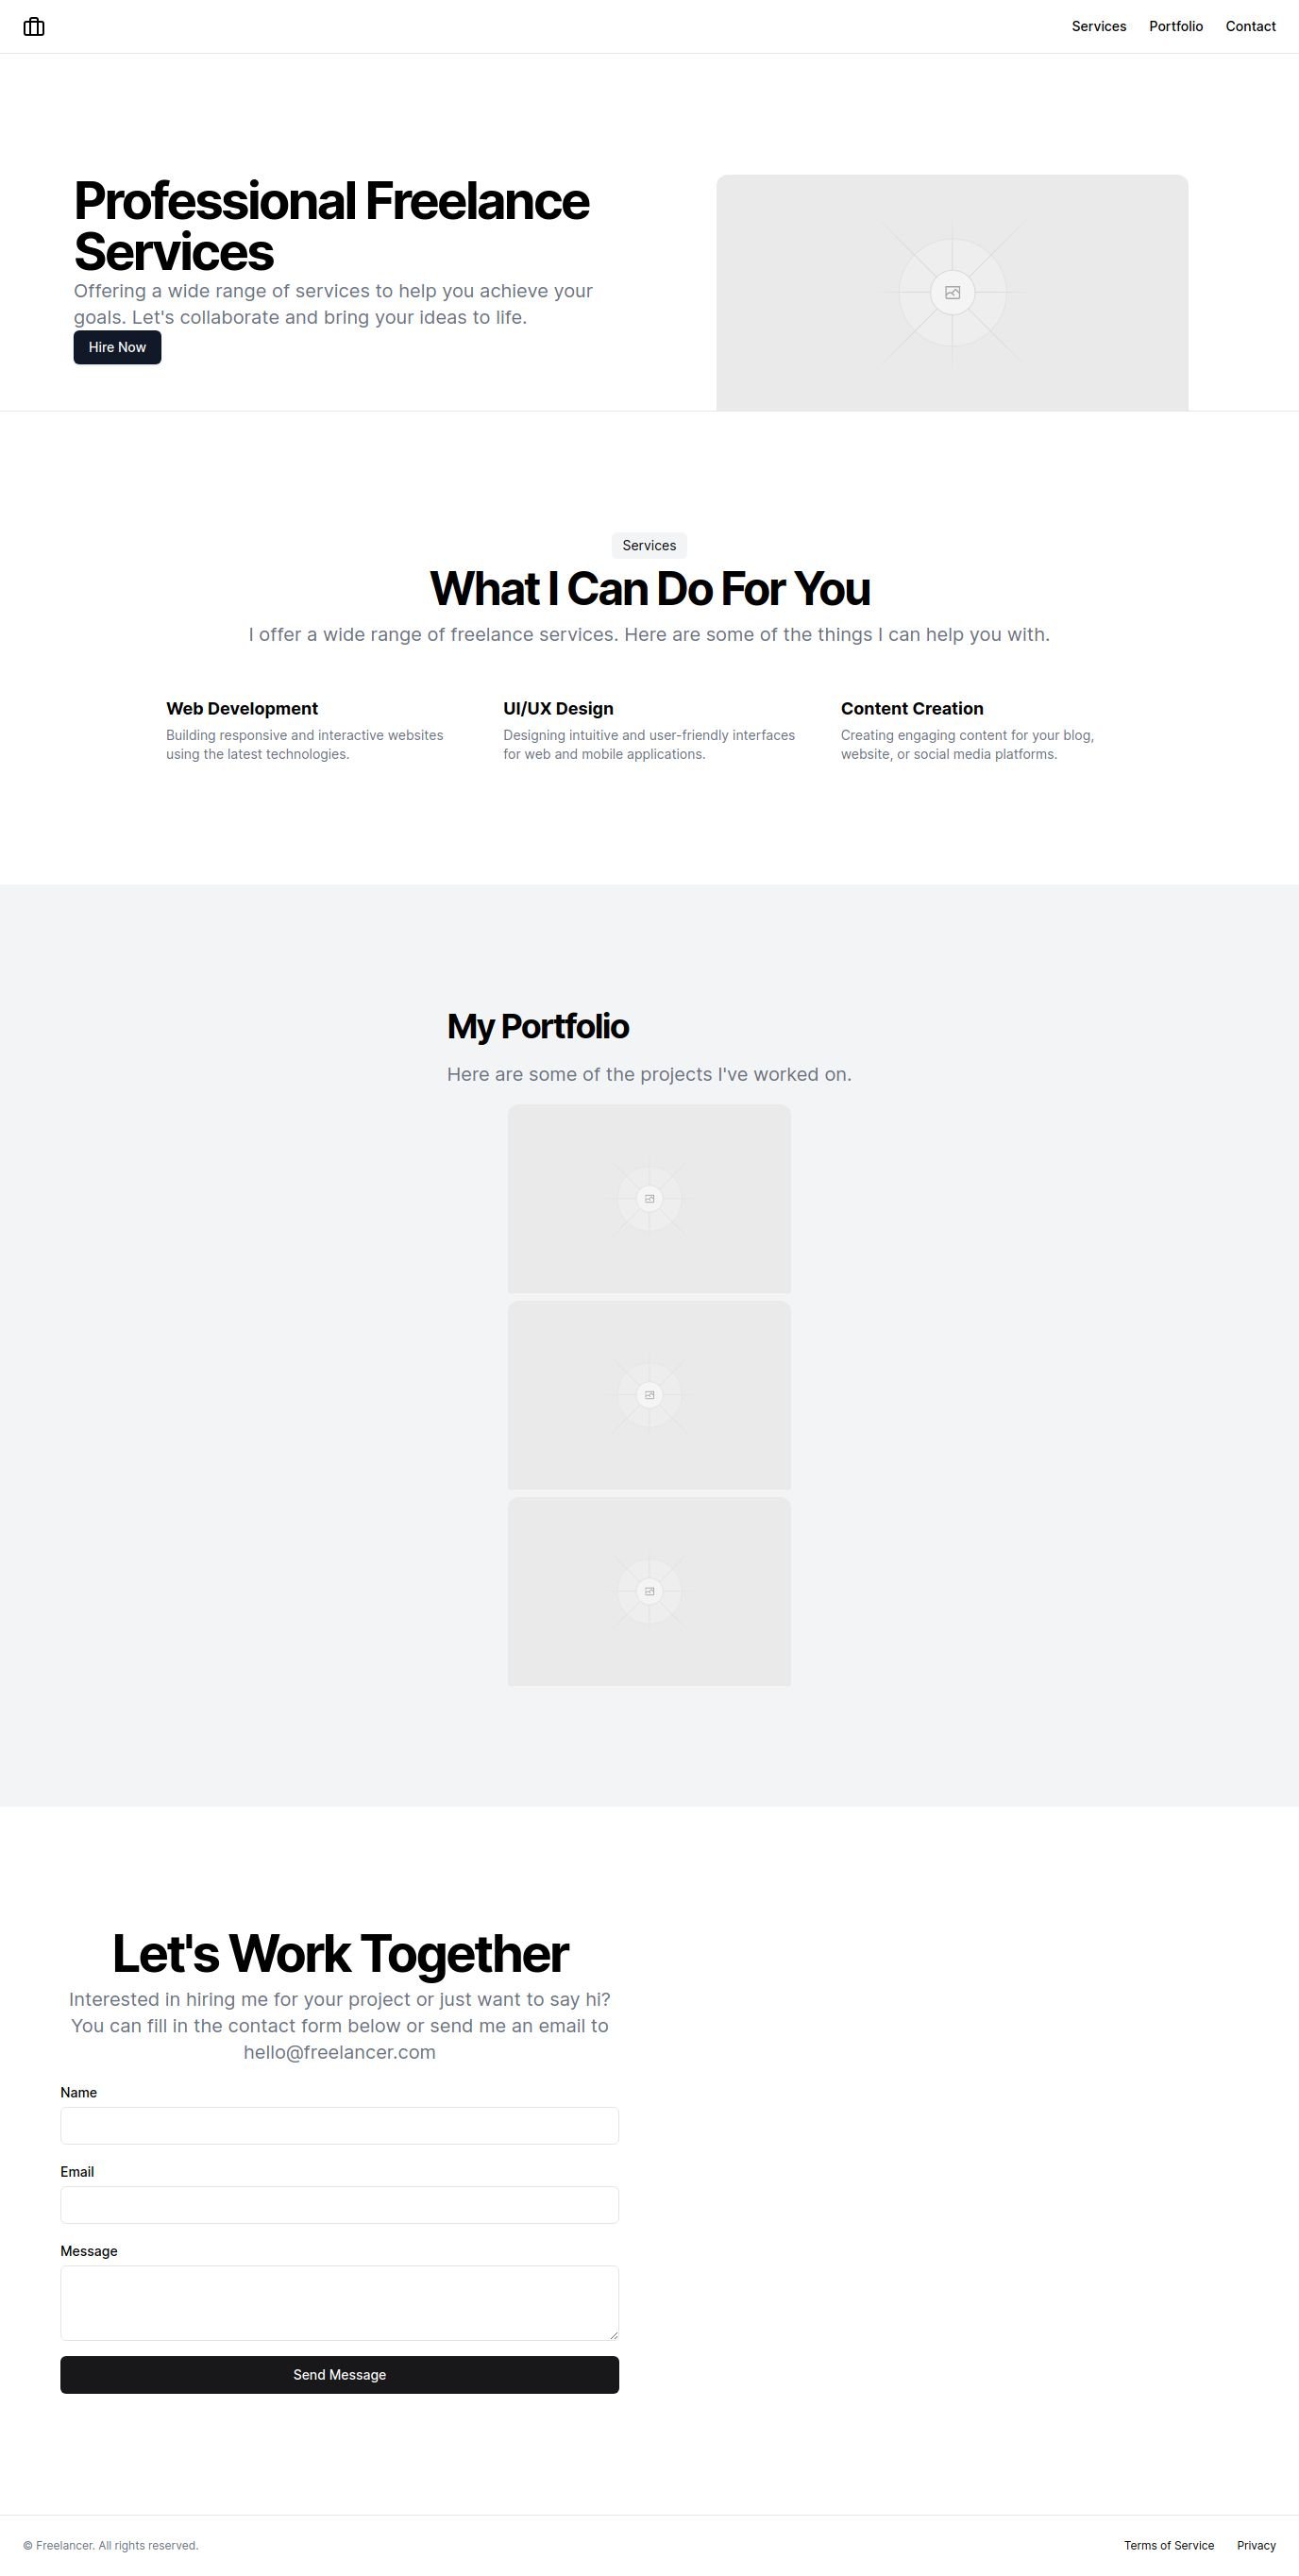 Services Portfolio Contact
Professional Freelance
Services
Offering a wide range of services to help you achieve your
goals. Let's collaborate and bring your ideas to life.
Hire Now
Services
What I Can Do For You
I offer a wide range of freelance services. Here are some of the things I can help you with.
Web Development
Building responsive and interactive websites
using the latest technologies.
UI/UX Design
Designing intuitive and user-friendly interfaces
for web and mobile applications.
Content Creation
Creating engaging content for your blog,
website, or social media platforms.
My Portfolio
Here are some of the projects I've worked on.
Let's Work Together
Interested in hiring me for your project or just want to say hi?
You can fill in the contact form below or send me an email to
hello@freelancer.com
Name
Email
Message
Send Message
© Freelancer. All rights reserved.
Terms of Service Privacy